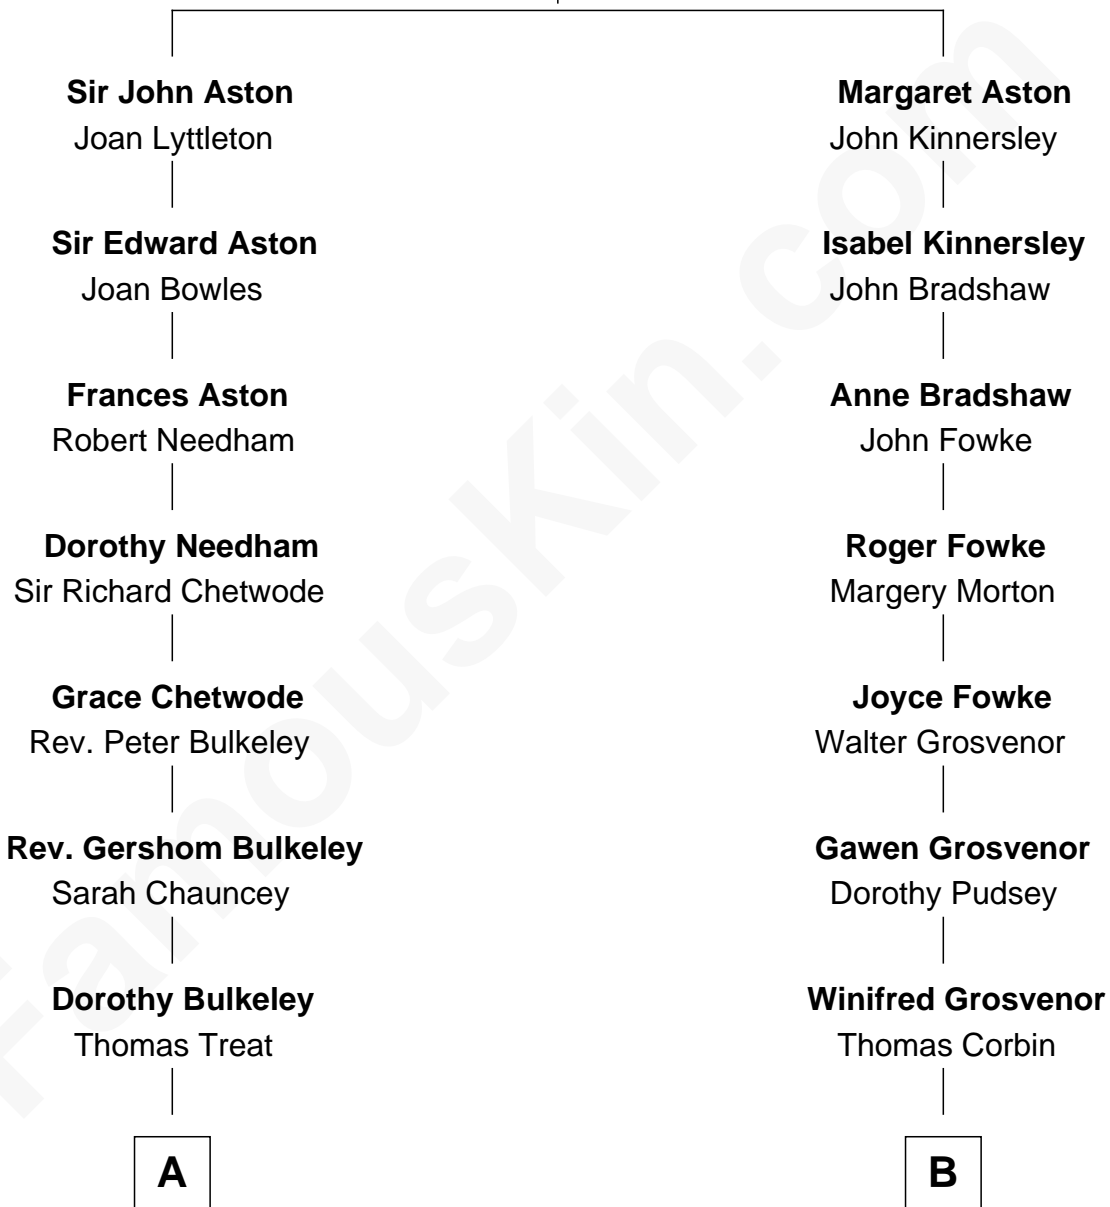 Sir John Aston
Joan Lyttleton
Sir Edward Aston
Joan Bowles
Frances Aston
Robert Needham
Dorothy Needham
Sir Richard Chetwode
Grace Chetwode
Rev. Peter Bulkeley
Rev. Gershom Bulkeley
Sarah Chauncey
Dorothy Bulkeley
Thomas Treat
A
Margaret Aston
John Kinnersley
Isabel Kinnersley
John Bradshaw
Anne Bradshaw
John Fowke
Roger Fowke
Margery Morton
Joyce Fowke
Walter Grosvenor
Gawen Grosvenor
Dorothy Pudsey
Winifred Grosvenor
Thomas Corbin
B
FamousKin.com